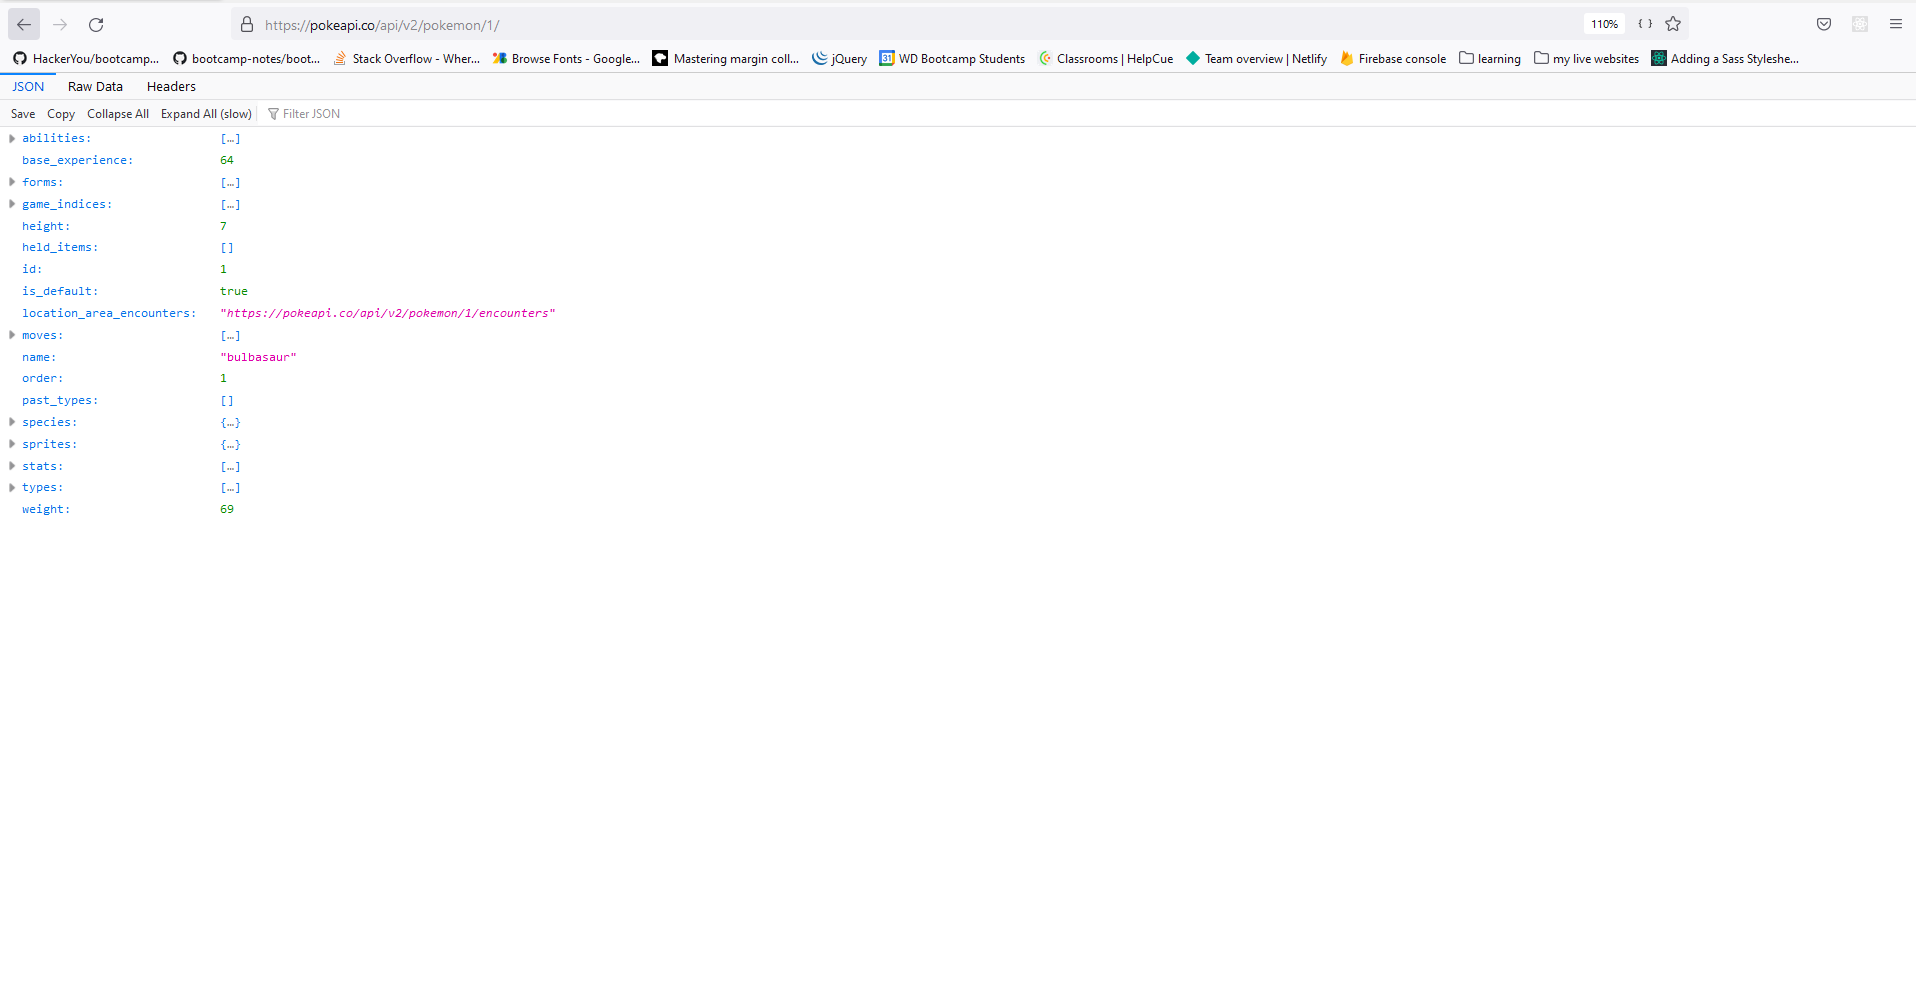 https://pokeapi.co/api/v2/pokemon/1/ 110% { }
HackerYou/bootcamp... bootcamp-notes/boot... Stack Overflow - Wher... Browse Fonts - Google... Mastering margin coll... jQuery 31 WD Bootcamp Students Classrooms | HelpCue Team overview | Netlify Firebase console learning my live websites Adding a Sass Styleshe...
JSON Raw Data Headers
Save Copy Collapse All Expand All (slow) Filter JSON
abilities: […]
base_experience: 64
forms: […]
game_indices: […]
height: 7
held_items: []
id: 1
is_default: true
location_area_encounters: "https://pokeapi.co/api/v2/pokemon/1/encounters"
moves: […]
name: "bulbasaur"
order: 1
past_types: []
species: {…}
sprites: {…}
stats: […]
types: […]
weight: 69